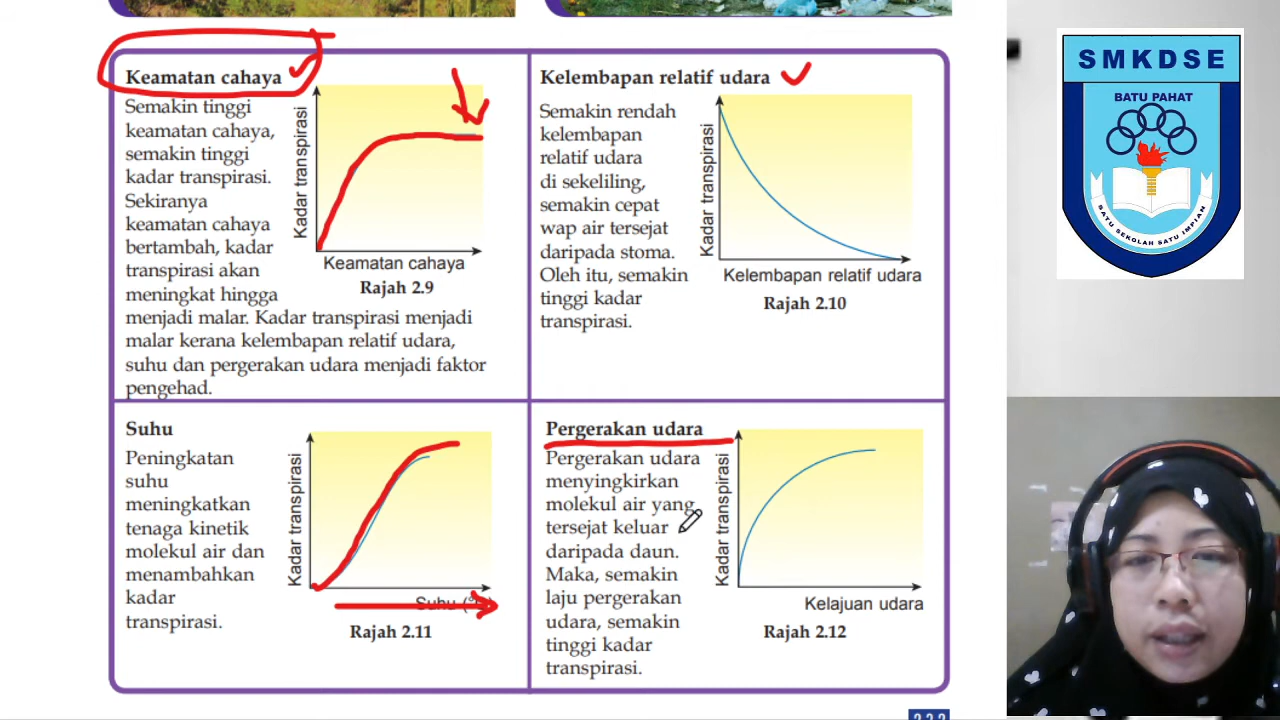 Keamatan cahaya
Semakin tinggi
keamatan cahaya,
semakin tinggi
kadar transpirasi.
Sekiranya
keamatan cahaya
bertambah, kadar
transpirasi akan
meningkat hingga
menjadi malar. Kadar transpirasi menjadi
malar kerana kelembapan relatif udara,
suhu dan pergerakan udara menjadi faktor
pengehad.
Kadar transpirasi
Keamatan cahaya
Rajah 2.9
Kelembapan relatif udara
Semakin rendah
kelembapan
relatif udara
di sekeliling,
semakin cepat
wap air tersejat
daripada stoma.
Oleh itu, semakin
tinggi kadar
transpirasi.
Kadar transpirasi
Kelembapan relatif udara
Rajah 2.10
Suhu
Peningkatan
suhu
meningkatkan
tenaga kinetik
molekul air dan
menambahkan
kadar
transpirasi.
Kadar transpirasi
Suhu
Rajah 2.11
Pergerakan udara
Pergerakan udara
menyingkirkan
molekul air yang
tersejat keluar
daripada daun.
Maka, semakin
laju pergerakan
udara, semakin
tinggi kadar
transpirasi.
Kadar transpirasi
Kelajuan udara
Rajah 2.12
SMKDSE
BATU PAHAT
SATU SEKOLAH SATU IMPIAN